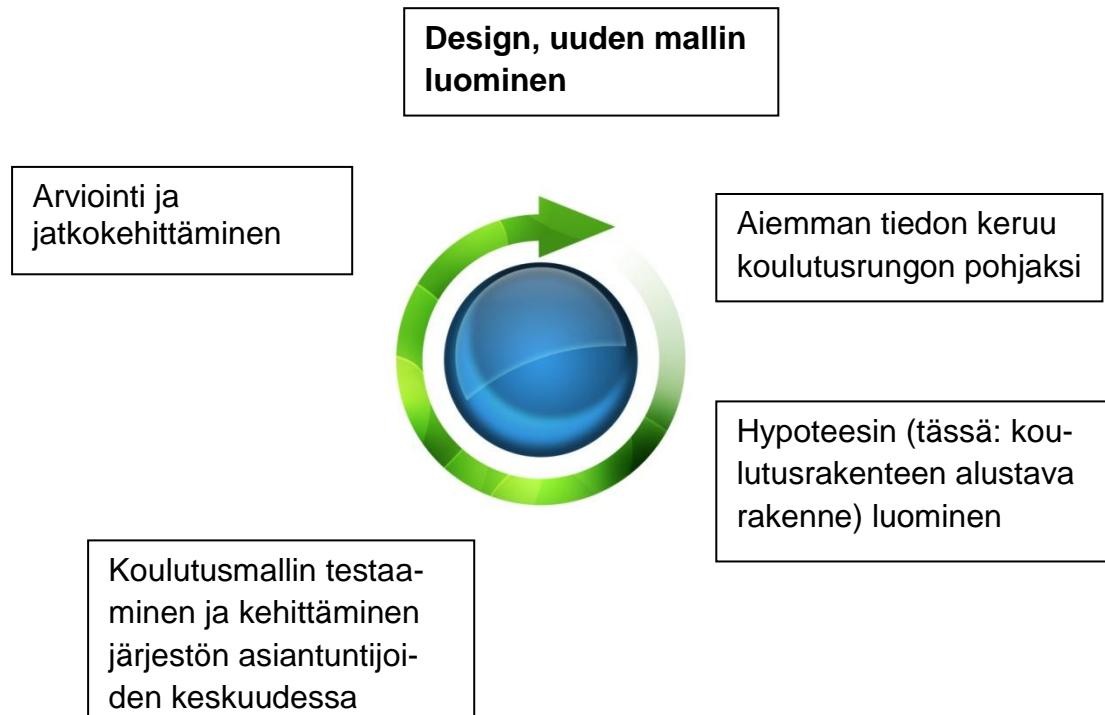 Design, uuden mallin
luominen
Arviointi ja
jatkokehittäminen
Aiemman tiedon keruu
koulutusrungon pohjaksi
Hypoteesin (tässä: kou-
lutusrakenteen alustava
rakenne) luominen
Koulutusmallin testaa-
minen ja kehittäminen
järjestön asiantuntijoi-
den keskuudessa